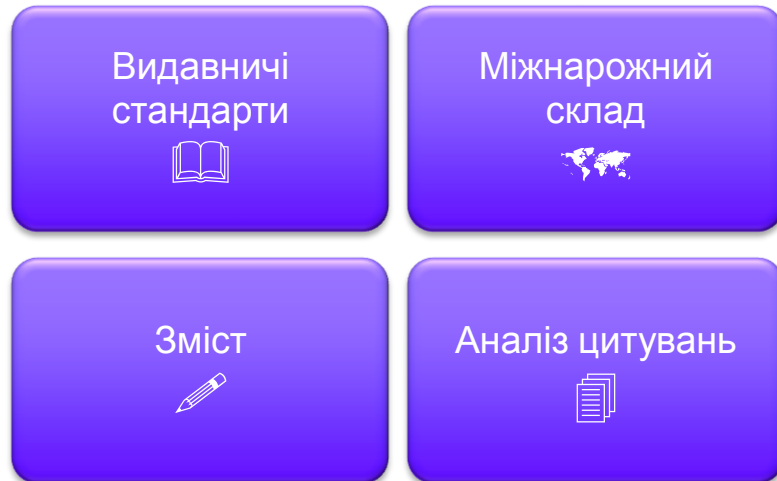 Видавничі
стандарти
Міжнарожний
склад
Зміст
Аналіз цитувань